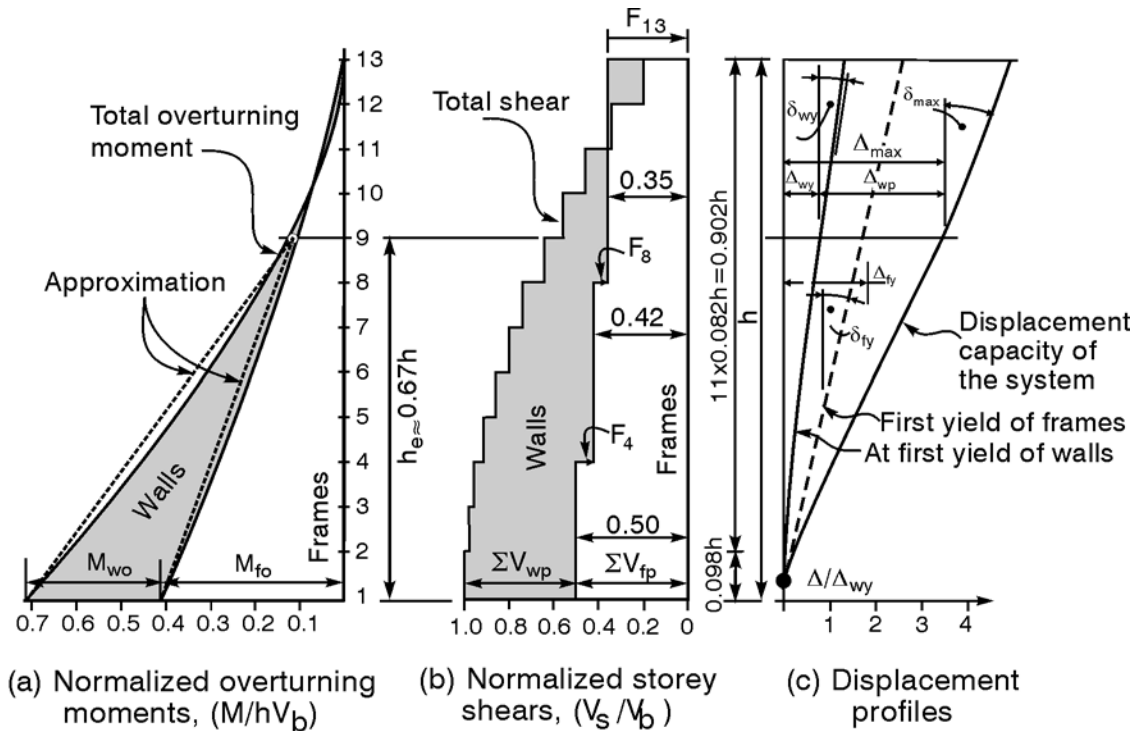 13
12
11
10
9
8
7
6
5
4
3
2
1
Total overturning
moment
Approximation
Walls
Frames
M_wo
M_fo
0.7 0.6 0.5 0.4 0.3 0.2 0.1
(a) Normalized overturning
moments, (M/hV_b)
h_e≈0.67h
F_13
Total shear
0.35
F_8
0.42
F_4
Walls
Frames
0.50
ΣV_wp
ΣV_fp
1.0 0.8 0.6 0.4 0.2 0
(b) Normalized storey
shears, (V_s/V_b)
11x0.082h=0.902h
h
0.098h
δ_wy
δ_max
Δ_max
Δ_wy
Δ_wp
Δ_fy
δ_fy
Displacement
capacity of
the system
First yield of frames
At first yield of walls
Δ/Δ_wy
1 2 3 4
(c) Displacement
profiles